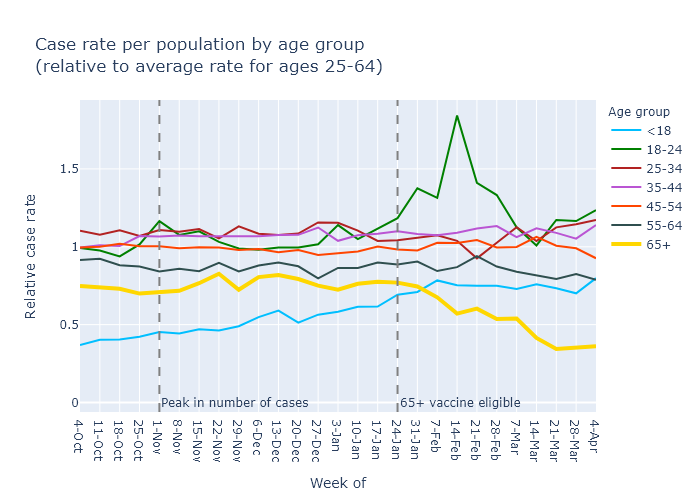 Case rate per population by age group
(relative to average rate for ages 25-64)
Age group
<18
18-24
25-34
35-44
45-54
55-64
65+
Relative case rate
1.5
1
0.5
0
Peak in number of cases
65+ vaccine eligible
4-Oct
11-Oct
18-Oct
25-Oct
1-Nov
8-Nov
15-Nov
22-Nov
29-Nov
6-Dec
13-Dec
20-Dec
27-Dec
3-Jan
10-Jan
17-Jan
24-Jan
31-Jan
7-Feb
14-Feb
21-Feb
28-Feb
7-Mar
14-Mar
21-Mar
28-Mar
4-Apr
Week of